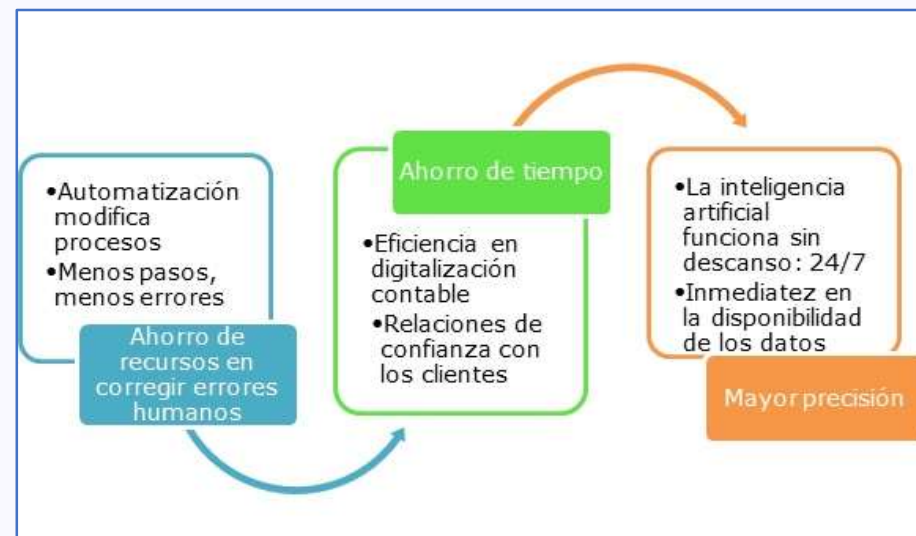 •Automatización
modifica
procesos
•Menos pasos,
menos errores
Ahorro de
recursos en
corregir errores
humanos
Ahorro de tiempo
•Eficiencia en
digitalización
contable
•Relaciones de
confianza con
los clientes
•La inteligencia
artificial
funciona sin
descanso: 24/7
•Inmediatez en
la disponibilidad
de los datos
Mayor precisión